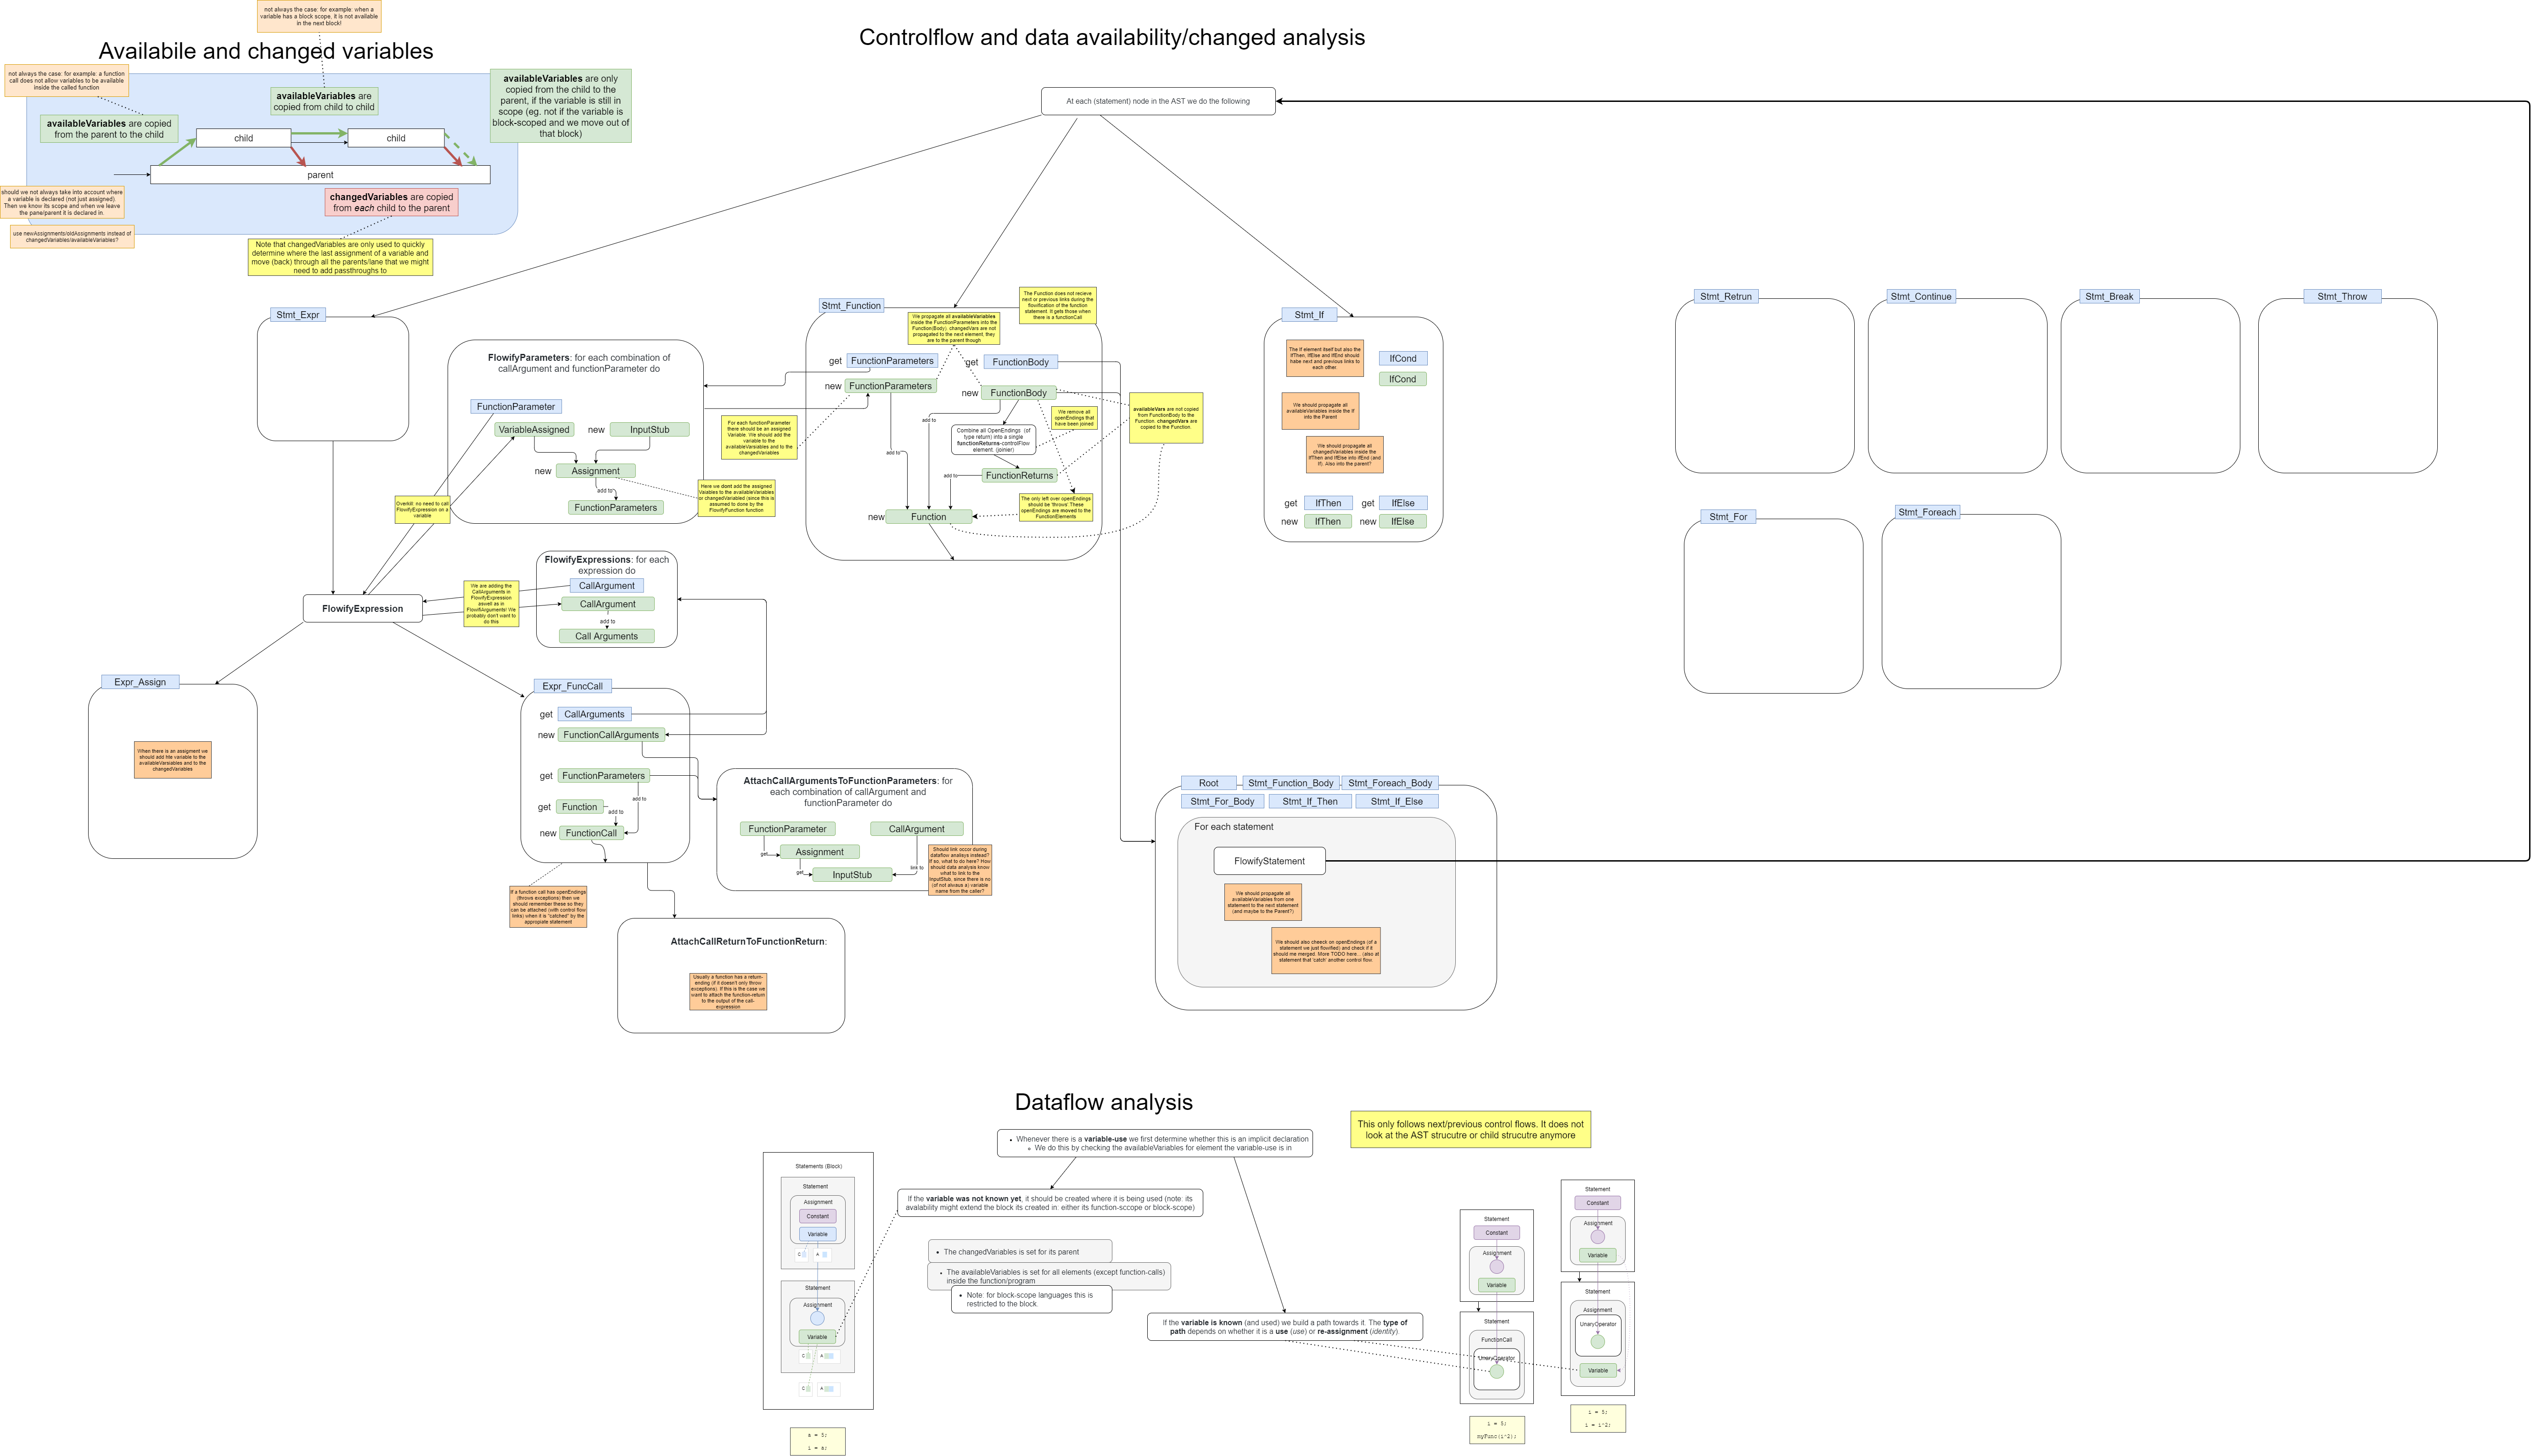 not always the case: for example: when a
variable has a block scope, it is not available
in the next block!
Availabile and changed variables
Controlflow and data availability/changed analysis
not always the case: for example: a function
call does not allow variables to be available
inside the called function
availableVariables are
copied from child to child
availableVariables are only
copied from the child to the
parent, if the variable is still in
scope (eg. not if the variable is
block-scoped and we move out of
that block)
availableVariables are copied
from the parent to the child
child
child
parent
should we not always take into account where
a variable is declared (not just assigned).
Then we know its scope and when we leave
the pane/parent it is declared in.
changedVariables are copied
from each child to the parent
use newAssignments/oldAssignments instead of
changedVariables/availableVariables?
Note that changedVariables are only used to quickly
determine where the last assignment of a variable and
move (back) through all the parents/lane that we might
need to add passthroughs to
At each (statement) node in the AST we do the following
Stmt_Expr
FlowifyParameters: for each combination of
callArgument and functionParameter do
FunctionParameter
VariableAssigned
new
InputStub
new
Assignment
add to
FunctionParameters
Overkill: no need to call
FlowifyExpression on a
variable
Here we dont add the assigned
Variables to the availableVariables
or changedVariabled (since this is
assumed to done by the
FlowifyFunction function
For each functionParameter
there should be an assigned
Variable. We should add the
variable to the
availableVarsiables and to the
changedVariables
Stmt_Function
The Function does not recieve
next or previous links during the
flowification of the function
statement. It gets those when
there is a functionCall
We propagate all availableVariables
inside the FunctionParameters into the
Function(Body). changedVars are not
propagated to the next element, they
are to the parent though
get
FunctionParameters
get
FunctionBody
new
FunctionParameters
new
FunctionBody
add to
add to
We remove all
openEndings that
have been joined
Combine all OpenEndings (of
type return) into a single
functionReturns-controlFlow
element. (joinier)
availableVars are not copied
from FunctionBody to the
Function. changedVars are
copied to the Function.
add to
FunctionReturns
The only left over openEndings
should be 'throws' These
openEndings are moved to the
FunctionElements
new
Function
Stmt_If
The If element itself but also the
IfThen, IfElse and IfEnd should
habe next and previous links to
each other.
IfCond
IfCond
We should propagate all
availableVariables inside the If
into the Parent
We should propagate all
changedVariables inside the
IfThen and IfElse into ifEnd (and
If). Also into the parent?
get
IfThen
get
IfElse
new
IfThen
new
IfElse
Stmt_Retrun
Stmt_Continue
Stmt_Break
Stmt_Throw
Stmt_For
Stmt_Foreach
FlowifyExpressions: for each
expression do
CallArgument
CallArgument
add to
Call Arguments
We are adding the
CallArguments in
FlowifyExpression
aswell as in
FlowifiArguments! We
probably don't want to
do this
FlowifyExpression
Expr_Assign
When there is an assigment we
should add hte variable to the
availableVarsiables and to the
changedVariables
Expr_FuncCall
get
CallArguments
new
FunctionCallArguments
get
FunctionParameters
get
Function
add to
add to
new
FunctionCall
If a function call has openEndings
(throws exceptions) then we
should remember these so they
can be attached (with control flow
links) when it is "catched" by the
appropiate statement
AttachCallArgumentsToFunctionParameters: for
each combination of callArgument and
functionParameter do
FunctionParameter
CallArgument
get
Assignment
get
InputStub
link to
Should link occor during
dataflow analisys instead?
If so, what to do here? How
should data analysis know
what to link to the
InputStub, since there is no
(of not always a) variable
name from the caller?
AttachCallReturnToFunctionReturn:
Usually a function has a return-
ending (if it doesn't only throw
exceptions). If this is the case we
want to attach the function-return
to the output of the call-
expression
Root
Stmt_Function_Body
Stmt_Foreach_Body
Stmt_For_Body
Stmt_If_Then
Stmt_If_Else
For each statement
FlowifyStatement
We should propagate all
availableVariables from one
statement to the next statement
(and maybe to the Parent?)
We should also cheeck on openEndings (of a
statement we just flowified) and check if it
should me merged. More TODO here... (also at
statement that 'catch' another control flow
Dataflow analysis
This only follows next/previous control flows. It does not
look at the AST strucutre or child strucutre anymore
Whenever there is a variable-use we first determine whether this is an implicit declaration
We do this by checking the availableVariables for element the variable-use is in
If the variable was not known yet, it should be created where it is being used (note: its
avalability might extend the block its created in: either its function-sccope or block-scope)
The changedVariables is set for its parent
The availableVariables is set for all elements (except function-calls)
inside the function/program
Note: for block-scope languages this is
restricted to the block.
If the variable is known (and used) we build a path towards it. The type of
path depends on whether it is a use (use) or re-assignment (identity).
Statements (Block)
Statement
Assignment
Constant
Variable
C
A
Statement
Assignment
Variable
C
A
C
A
a = 5;
i = a;
Statement
Constant
Assignment
Variable
Statement
FunctionCall
UnaryOperator
i = 5;
myFunc(i^2);
Statement
Constant
Assignment
Variable
Statement
Assignment
UnaryOperator
Variable
i = 5;
i = i^2;